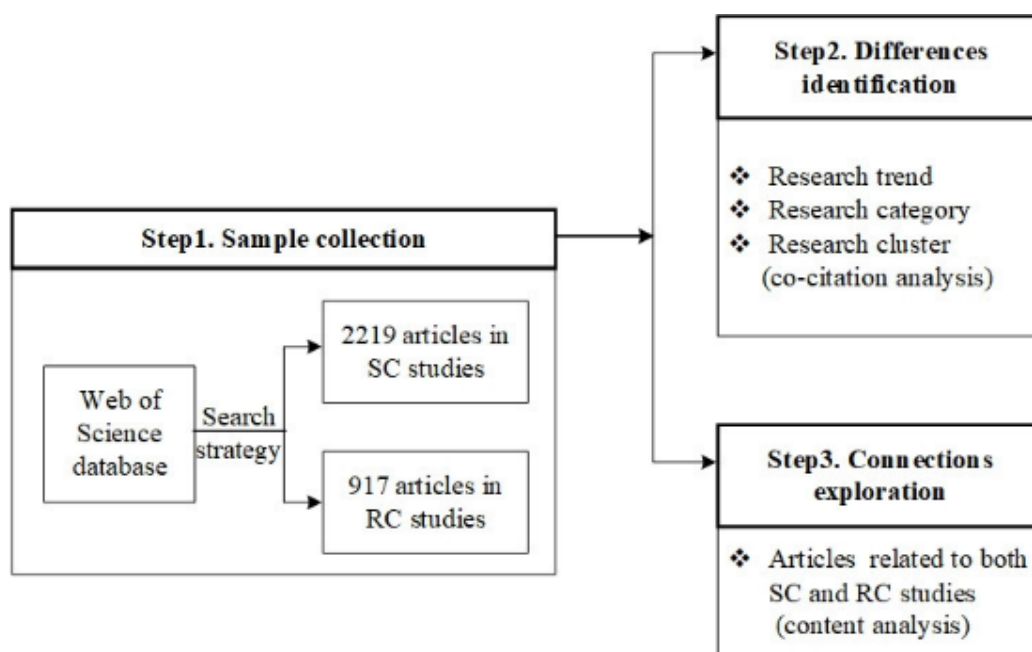 Step1. Sample collection
Web of
Science
database
Search
strategy
2219 articles in
SC studies
917 articles in
RC studies
Step2. Differences
identification
❖ Research trend
❖ Research category
❖ Research cluster
(co-citation analysis)
Step3. Connections
exploration
❖ Articles related to both
SC and RC studies
(content analysis)